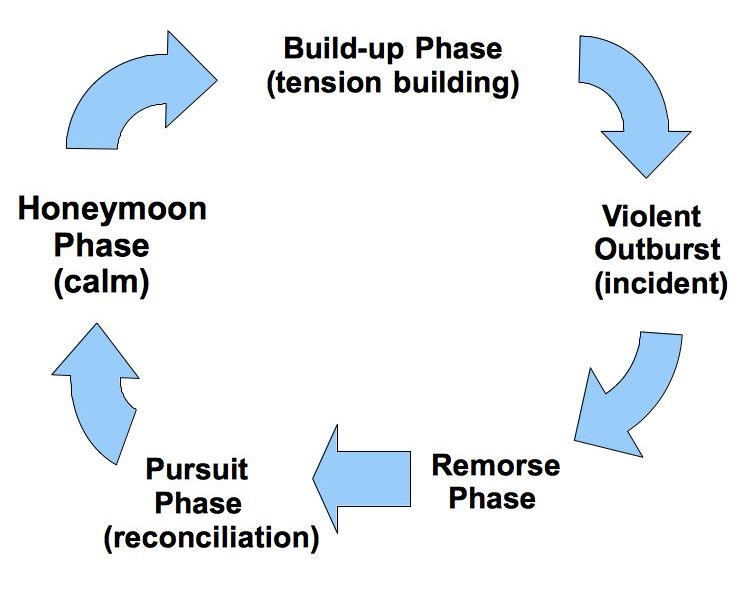 Build-up Phase
(tension building)
Violent
Outburst
(incident)
Remorse
Phase
Pursuit
Phase
(reconciliation)
Honeymoon
Phase
(calm)